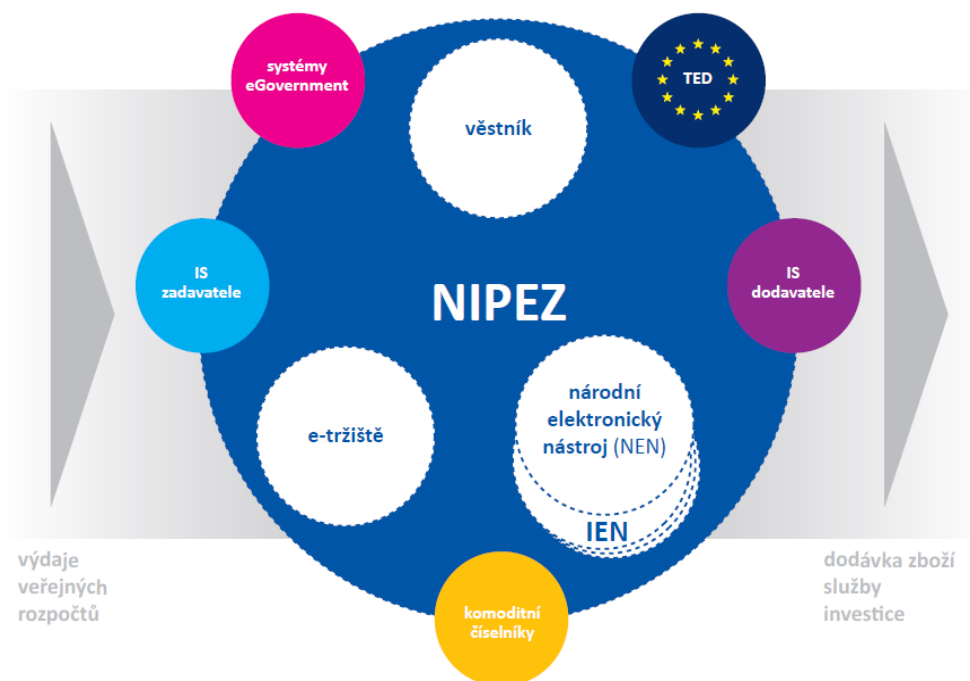 systémy
eGovernment
TED
věstník
IS
zadavatele
IS
dodavatele
NIPEZ
národní
elektronický
nástroj (NEN)
e-tržiště
IEN
výdaje
veřejných
rozpočtů
dodávka zboží
služby
investice
komoditní
číselníky